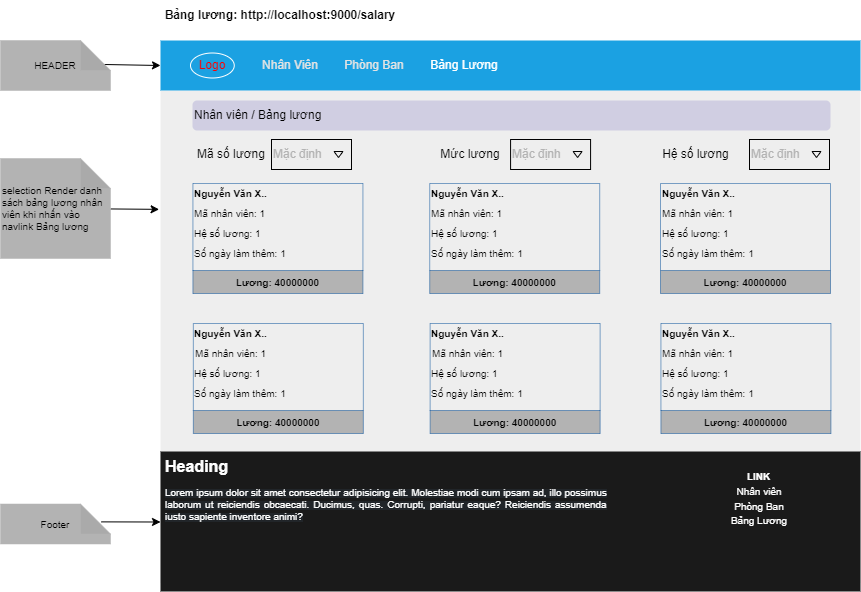 Bảng lương: http://localhost:9000/salary
HEADER
Logo Nhân Viên Phòng Ban Bảng Lương
Nhân viên / Bảng lương
Mã số lương Mặc định Mức lương Mặc định Hệ số lương Mặc định
selection Render danh
sách bảng lương nhân
viên khi nhấn vào
navlink Bảng lương
Nguyễn Văn X.. Nguyễn Văn X.. Nguyễn Văn X..
Mã nhân viên: 1 Mã nhân viên: 1 Mã nhân viên: 1
Hệ số lương: 1 Hệ số lương: 1 Hệ số lương: 1
Số ngày làm thêm: 1 Số ngày làm thêm: 1 Số ngày làm thêm: 1
Lương: 40000000 Lương: 40000000 Lương: 40000000
Nguyễn Văn X.. Nguyễn Văn X.. Nguyễn Văn X..
Mã nhân viên: 1 Mã nhân viên: 1 Mã nhân viên: 1
Hệ số lương: 1 Hệ số lương: 1 Hệ số lương: 1
Số ngày làm thêm: 1 Số ngày làm thêm: 1 Số ngày làm thêm: 1
Lương: 40000000 Lương: 40000000 Lương: 40000000
Footer
Heading
Lorem ipsum dolor sit amet consectetur adipisicing elit. Molestiae modi cum ipsam ad, illo possimus
laborum ut reiciendis obcaecati. Ducimus, quas. Corrupti, pariatur eaque? Reiciendis assumenda
iusto sapiente inventore animi?
LINK
Nhân viên
Phòng Ban
Bảng Lương